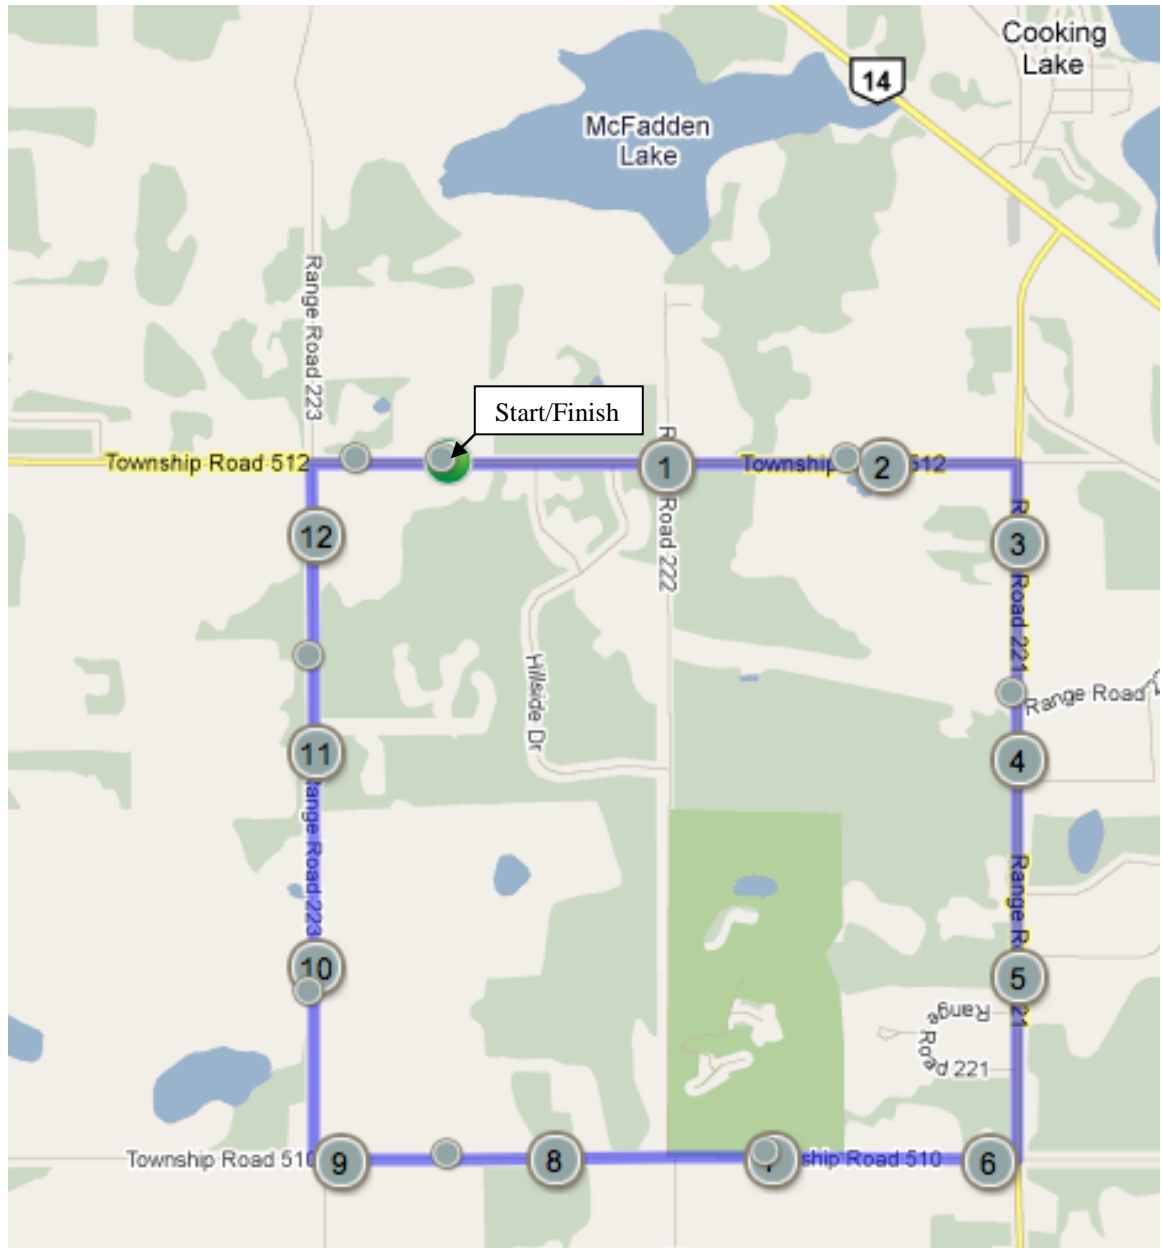 Cooking
Lake
14
McFadden
Lake
Range Road 223
Start/Finish
Township Road 512
1
Township
2
512
Road 222
12
3
Road 221
Hillside Dr
Range Road
11
4
Range Road 223
Range
10
5
21
Range
Road 221
Township Road 510
9
8
7
ship Road 510
6